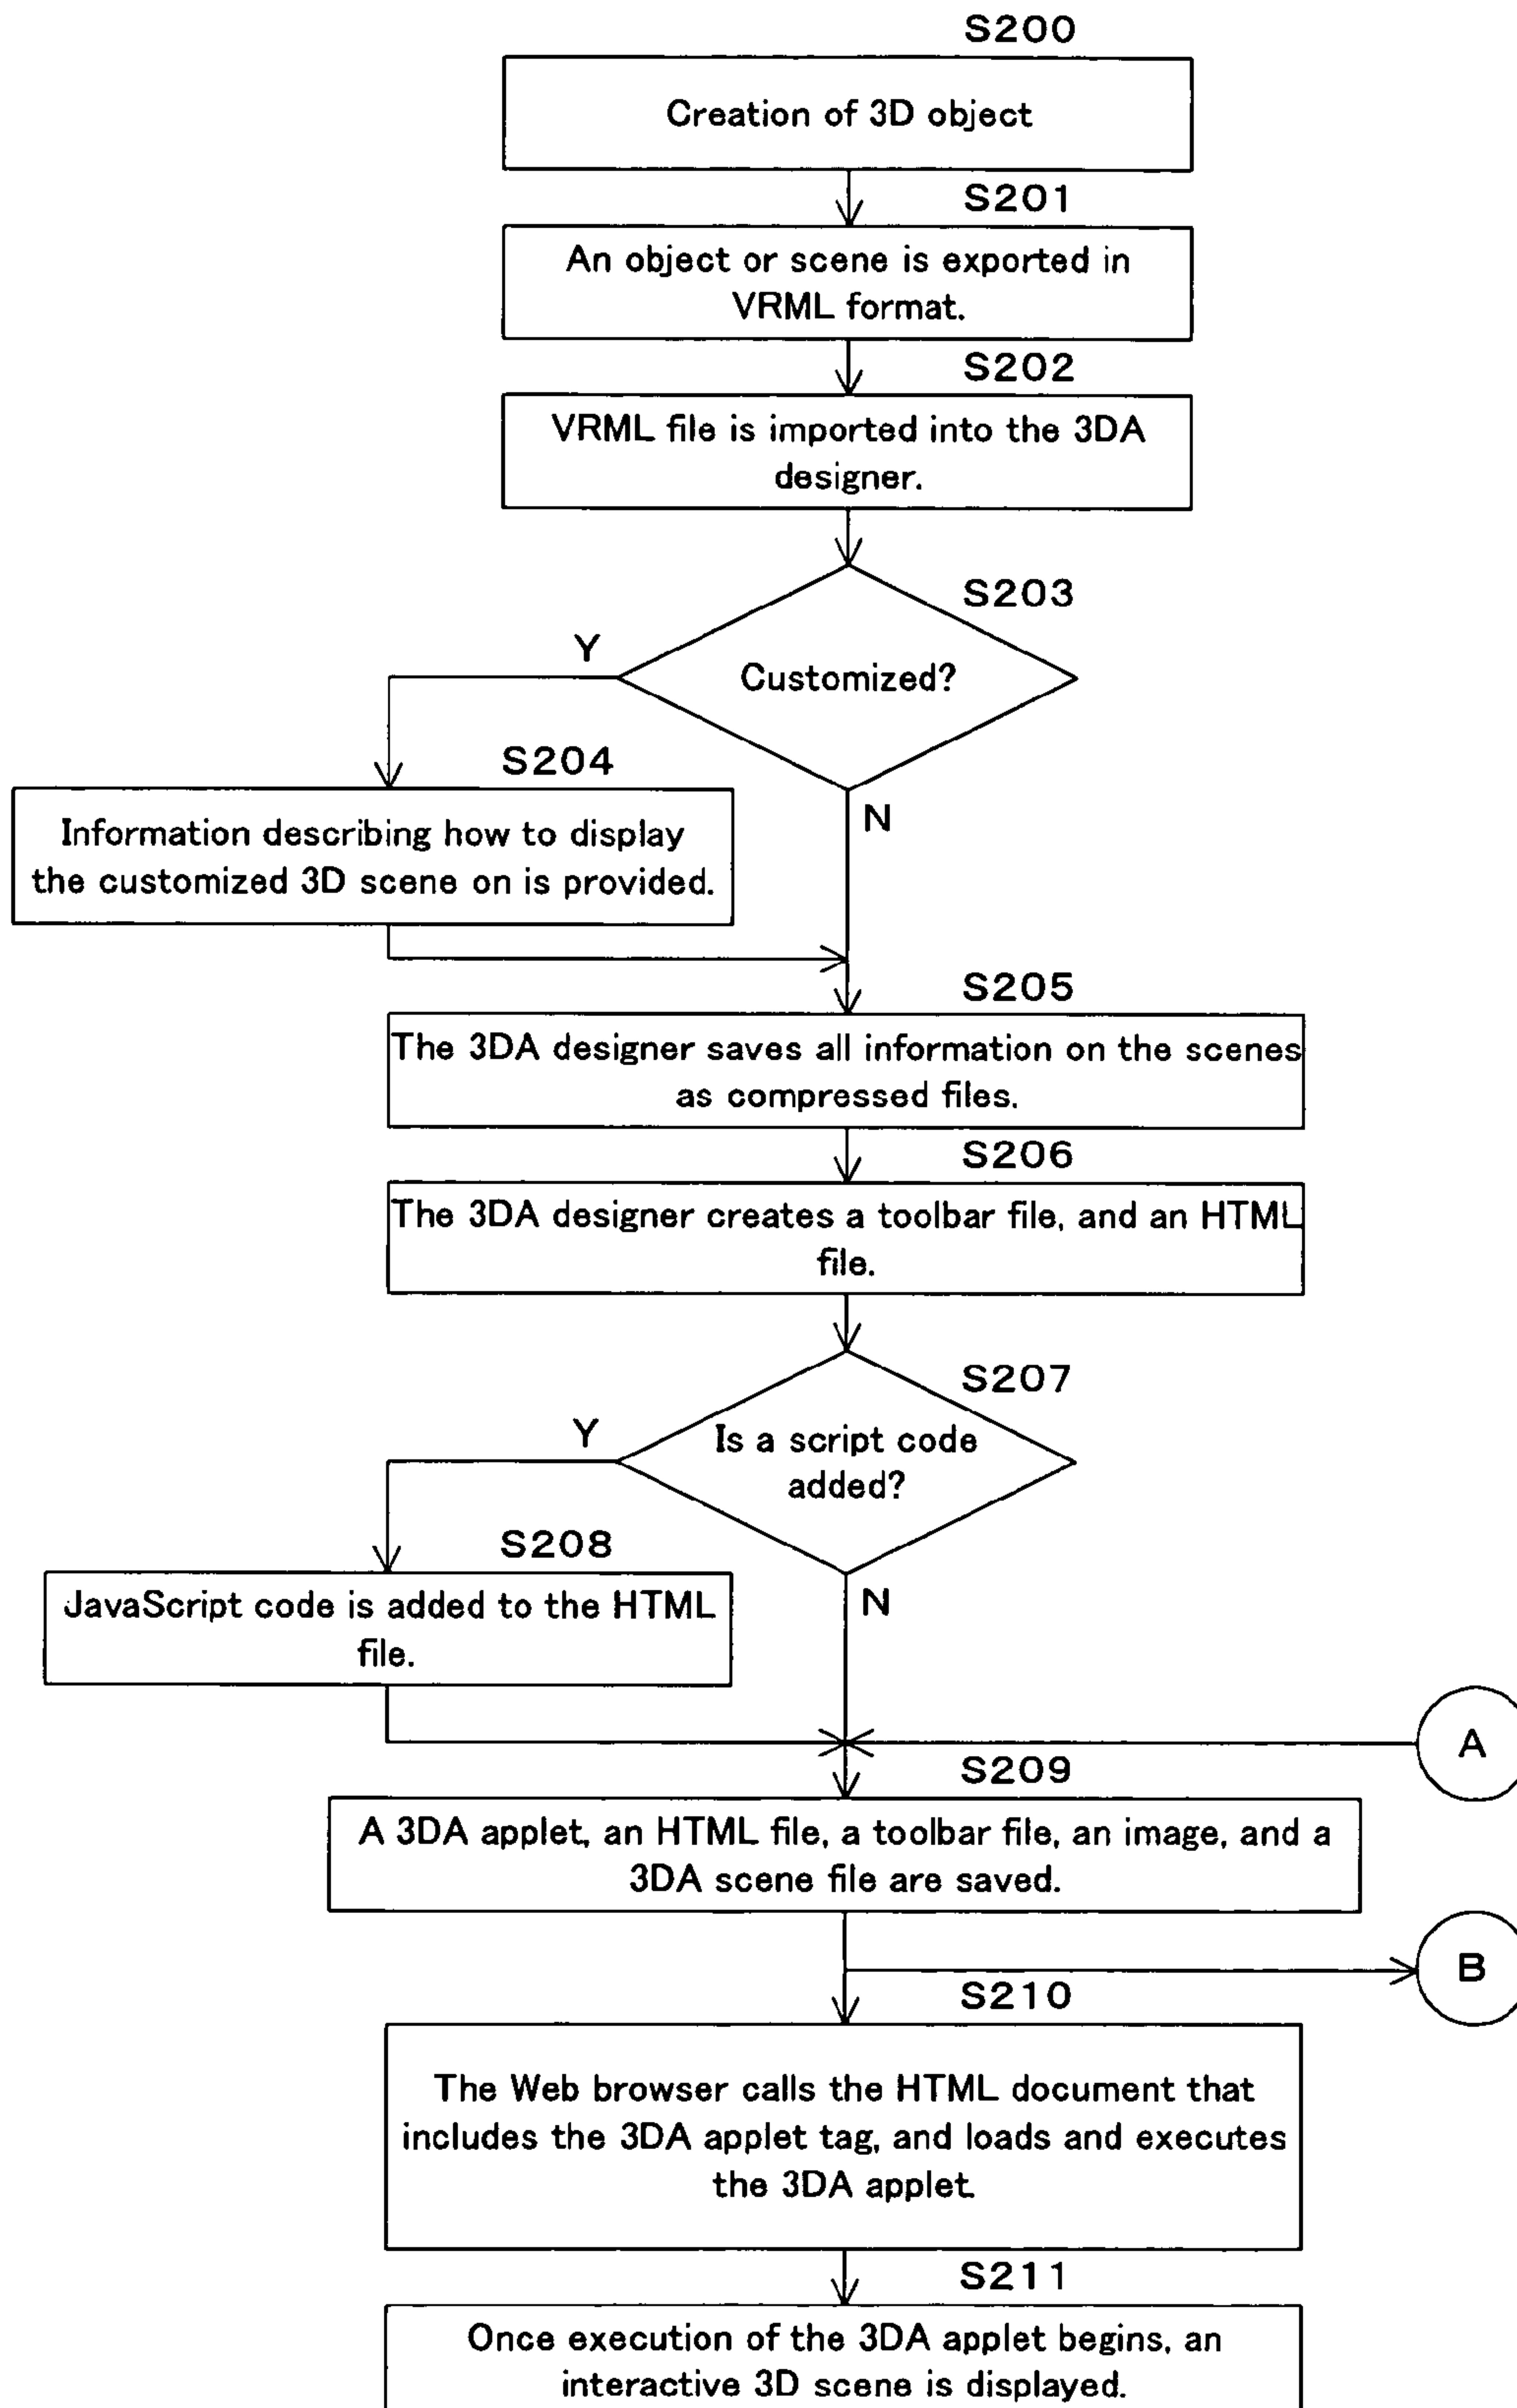 S200
Creation of 3D object
S201
An object or scene is exported in
VRML format.
S202
VRML file is imported into the 3DA
designer.
S203
Customized?
Y
N
S204
Information describing how to display
the customized 3D scene on is provided.
S205
The 3DA designer saves all information on the scenes
as compressed files.
S206
The 3DA designer creates a toolbar file, and an HTML
file.
S207
Is a script code
added?
Y
N
S208
JavaScript code is added to the HTML
file.
A
S209
A 3DA applet, an HTML file, a toolbar file, an image, and a
3DA scene file are saved.
B
S210
The Web browser calls the HTML document that
includes the 3DA applet tag, and loads and executes
the 3DA applet.
S211
Once execution of the 3DA applet begins, an
interactive 3D scene is displayed.